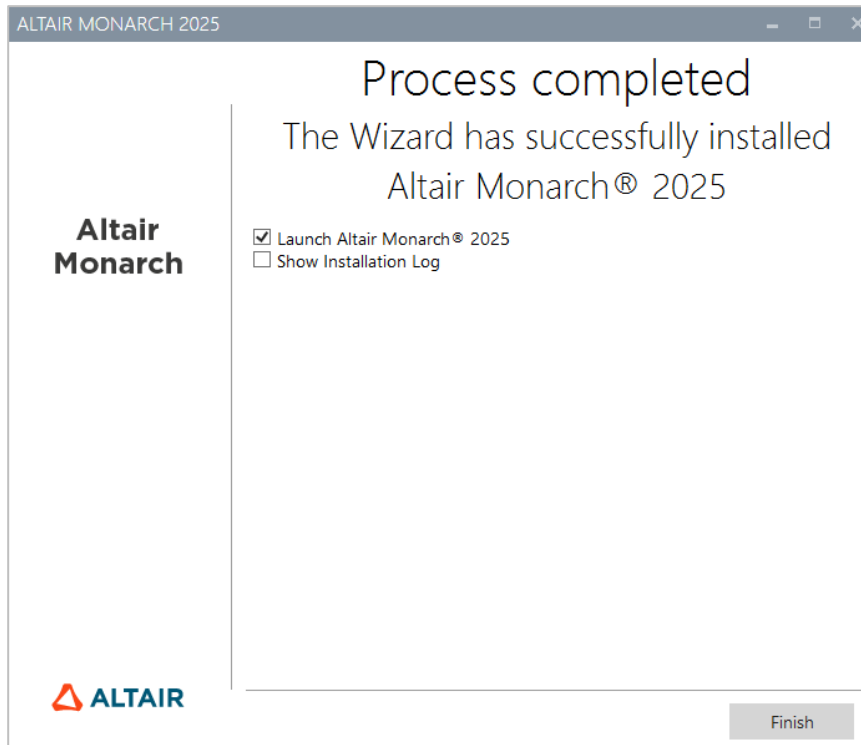 ALTAIR MONARCH 2025
Process completed
The Wizard has successfully installed
Altair Monarch® 2025
Altair
Monarch
Launch Altair Monarch® 2025
Show Installation Log
ALTAIR
Finish